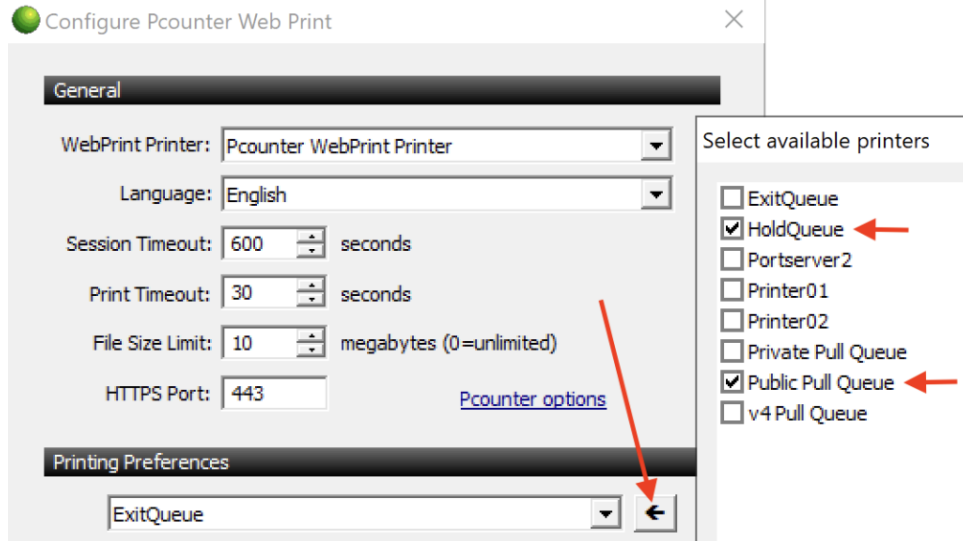 Configure Pcounter Web Print
General
WebPrint Printer: Pcounter WebPrint Printer
Language: English
Session Timeout: 600 seconds
Print Timeout: 30 seconds
File Size Limit: 10 megabytes (0=unlimited)
HTTPS Port: 443
Pcounter options
Printing Preferences
ExitQueue
Select available printers
ExitQueue
HoldQueue
Portserver2
Printer01
Printer02
Private Pull Queue
Public Pull Queue
v4 Pull Queue